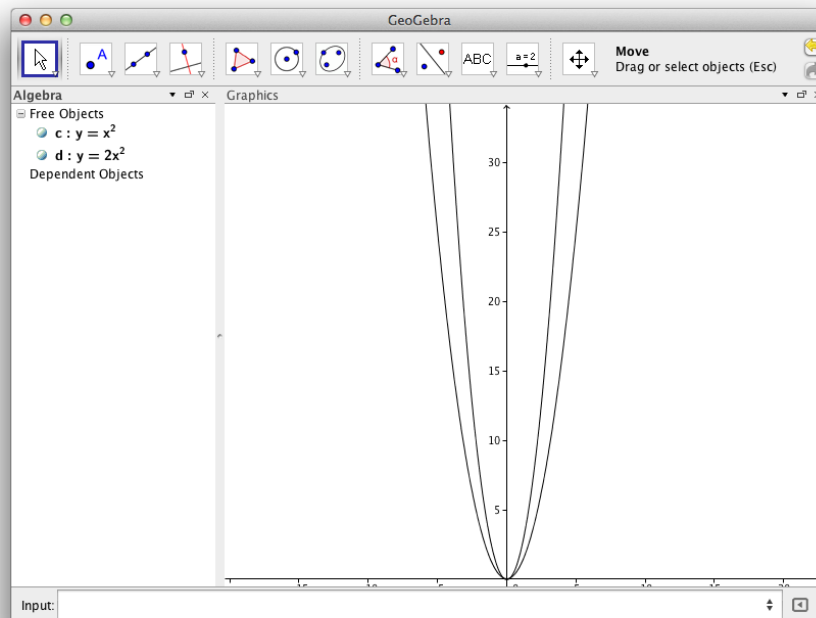 GeoGebra
A
α
ABC
a=2
Move
Drag or select objects (Esc)
Algebra
Graphics
Free Objects
c : y = x²
d : y = 2x²
Dependent Objects
30
25
20
15
10
5
Input: